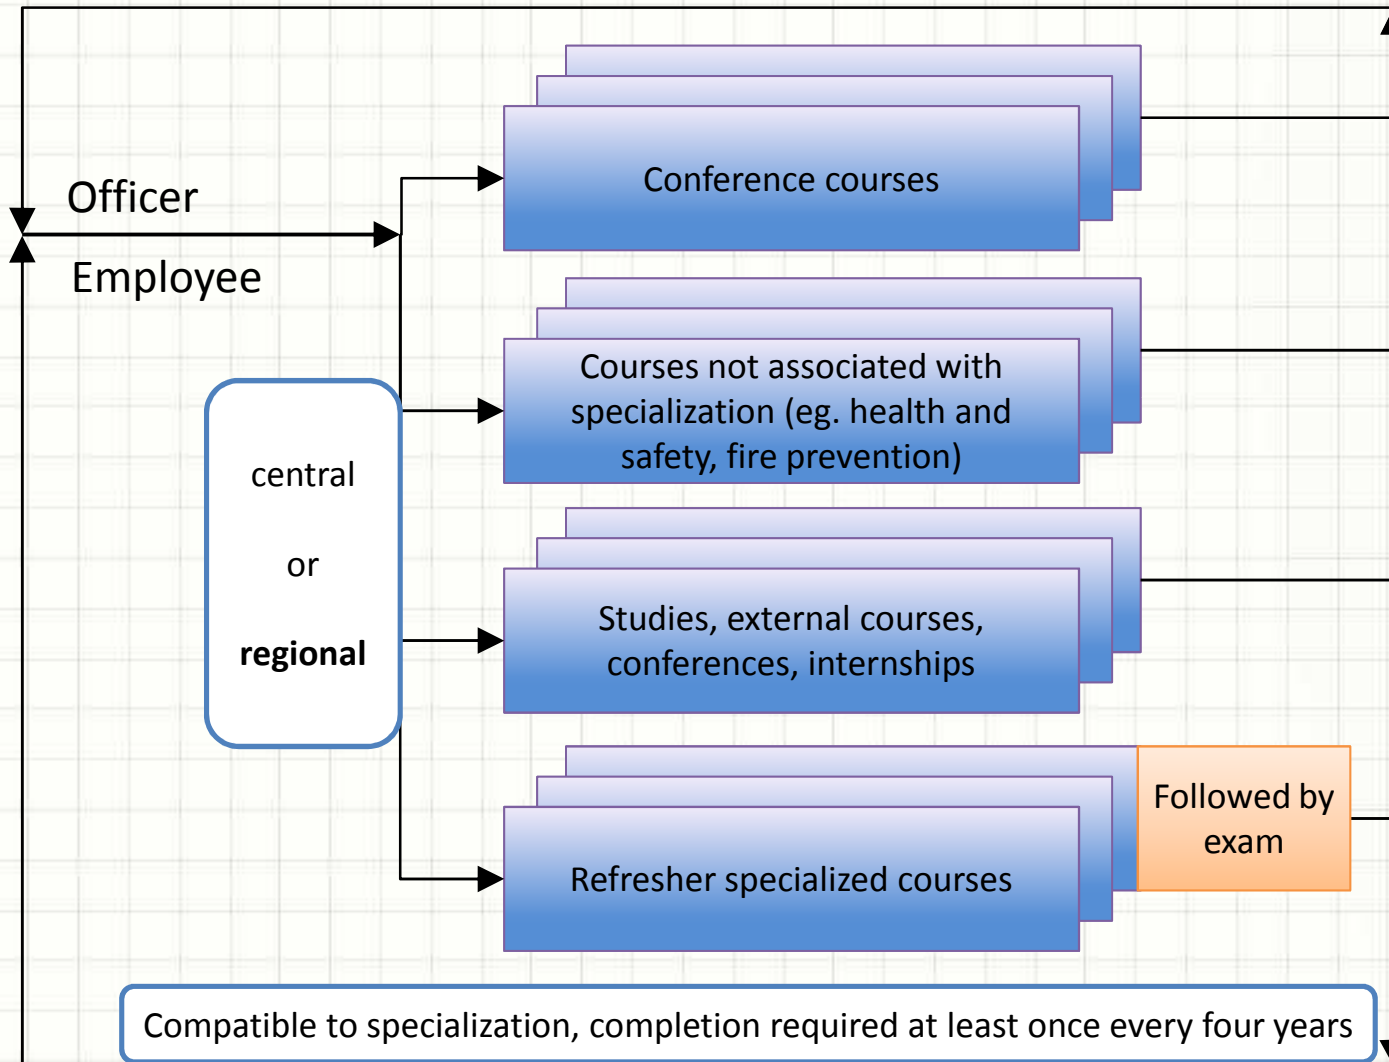 Officer
Employee
central
or
regional
Conference courses
Courses not associated with
specialization (eg. health and
safety, fire prevention)
Studies, external courses,
conferences, internships
Refresher specialized courses
Followed by
exam
Compatible to specialization, completion required at least once every four years